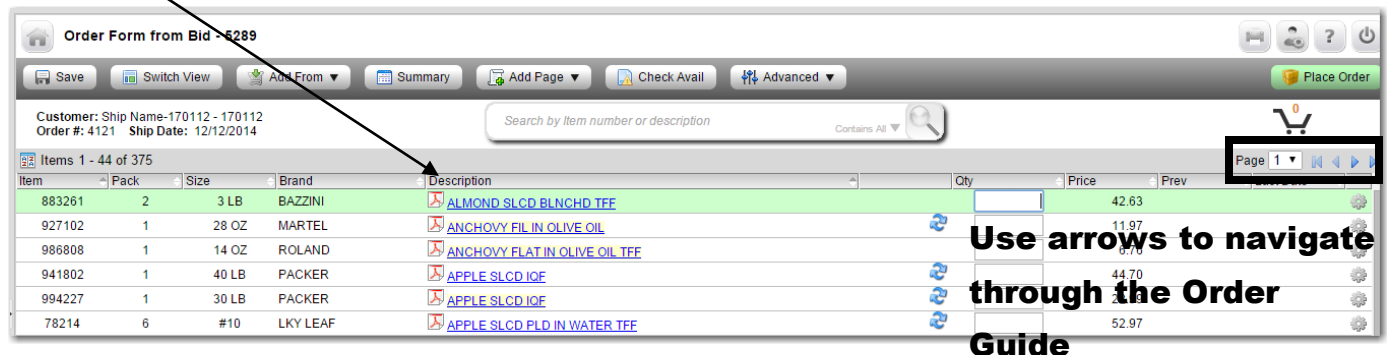 Order Form from Bid - 5289
Save Switch View Add From ▼ Summary Add Page ▼ Check Avail Advanced ▼ Place Order
Customer: Ship Name-170112 - 170112
Order #: 4121 Ship Date: 12/12/2014
Search by Item number or description Contains All ▼
0
Items 1 - 44 of 375 Page 1 ▼
Item Pack Size Brand Description Qty Price Prev
883261 2 3 LB BAZZINI ALMOND SLCD BLNCHD TFF 42.63
927102 1 28 OZ MARTEL ANCHOVY FIL IN OLIVE OIL 11.97
986808 1 14 OZ ROLAND ANCHOVY FLAT IN OLIVE OIL TFF
941802 1 40 LB PACKER APPLE SLCD IQF 44.70
994227 1 30 LB PACKER APPLE SLCD IQF
78214 6 #10 LKY LEAF APPLE SLCD PLD IN WATER TFF 52.97
Use arrows to navigate
through the Order
Guide